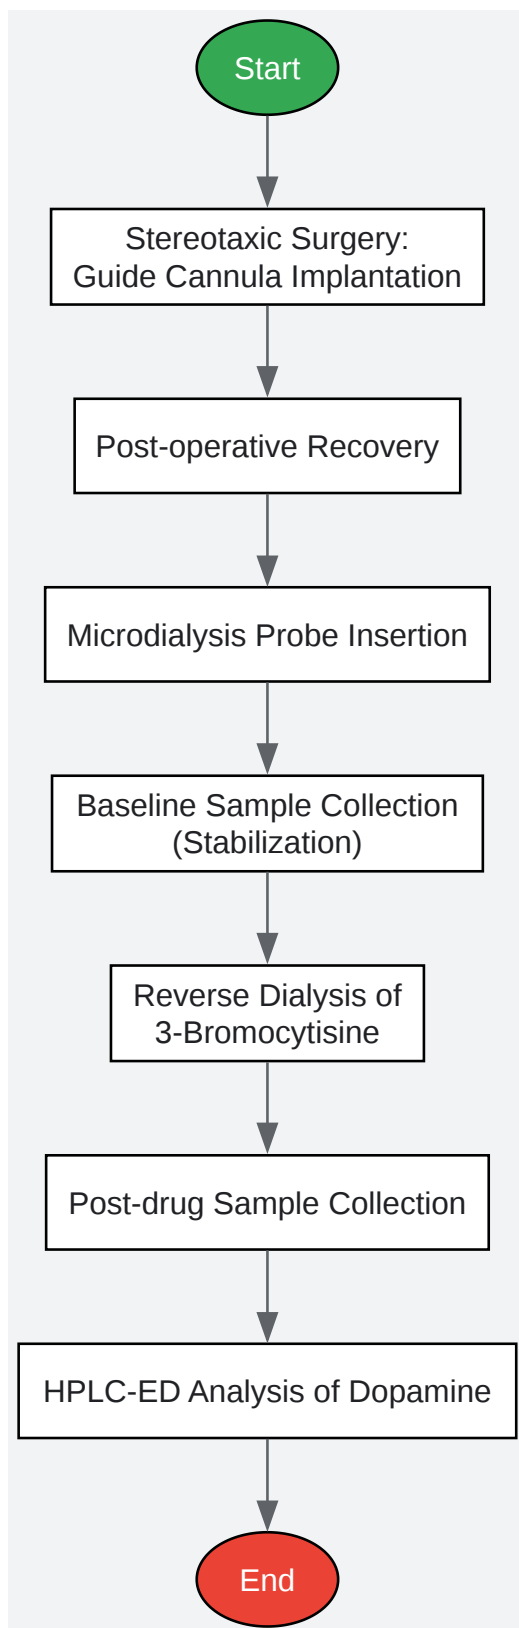 Start
Stereotaxic Surgery:
Guide Cannula Implantation
Post-operative Recovery
Microdialysis Probe Insertion
Baseline Sample Collection
(Stabilization)
Reverse Dialysis of
3-Bromocytisine
Post-drug Sample Collection
HPLC-ED Analysis of Dopamine
End